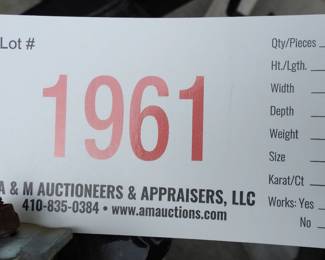 Lot #
1961
A & M AUCTIONEERS & APPRAISERS, LLC
410-835-0384 • www.amauctions.com
Qty/Pieces
Ht./Lgth.
Width
Depth
Weight
Size
Karat/Ct
Works: Yes
No